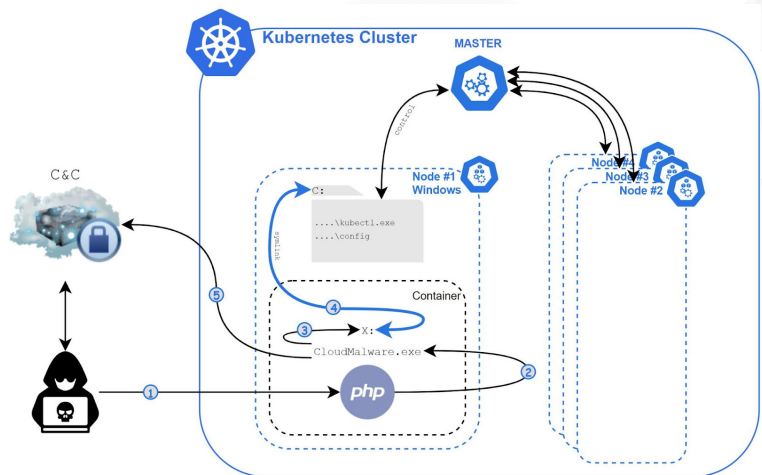 Kubernetes Cluster
MASTER
control
C&C
Node #1
Windows
Node #4
Node #3
Node #2
C:
....\kubectl.exe
....\config
symlink
Container
5
4
3
X:
CloudMalware.exe
2
1
php